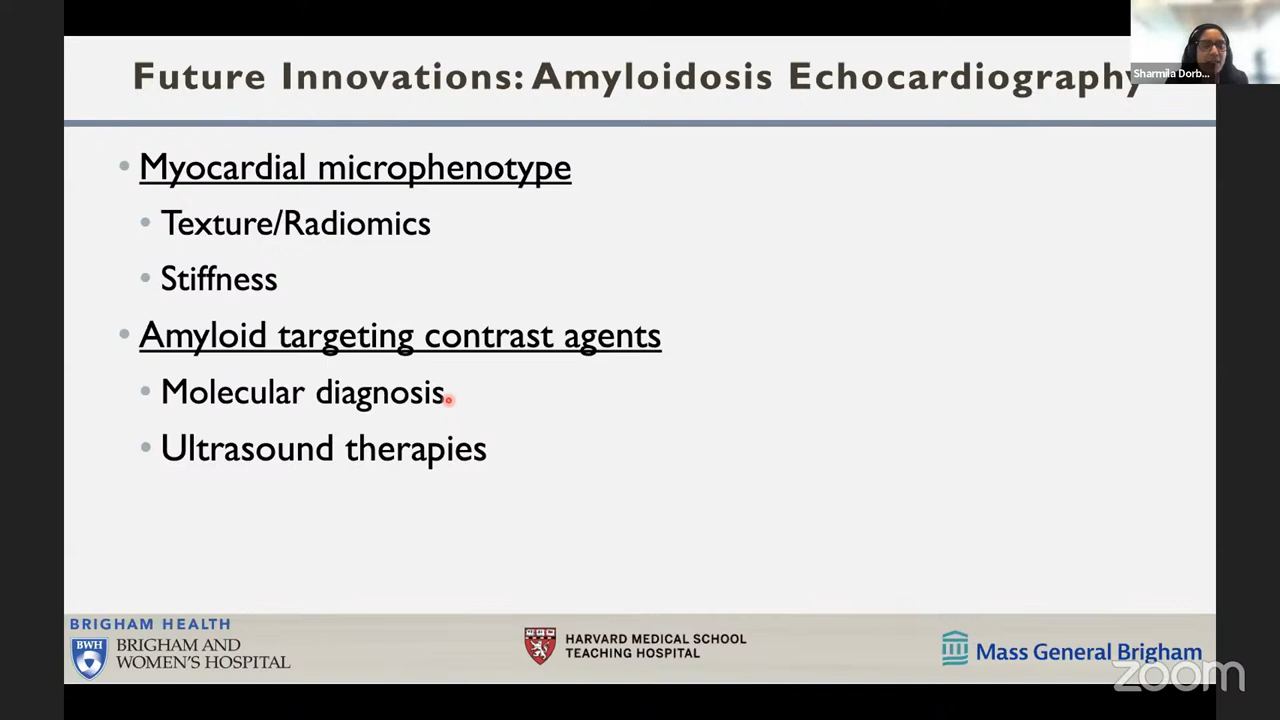 Future Innovations: Amyloidosis Echocardiography
Sharmila Dorb...
• Myocardial microphenotype
• Texture/Radiomics
• Stiffness
• Amyloid targeting contrast agents
• Molecular diagnosis
• Ultrasound therapies
BRIGHAM HEALTH
BWH
BRIGHAM AND
WOMEN'S HOSPITAL
HARVARD MEDICAL SCHOOL
TEACHING HOSPITAL
Mass General Brigham
zoom